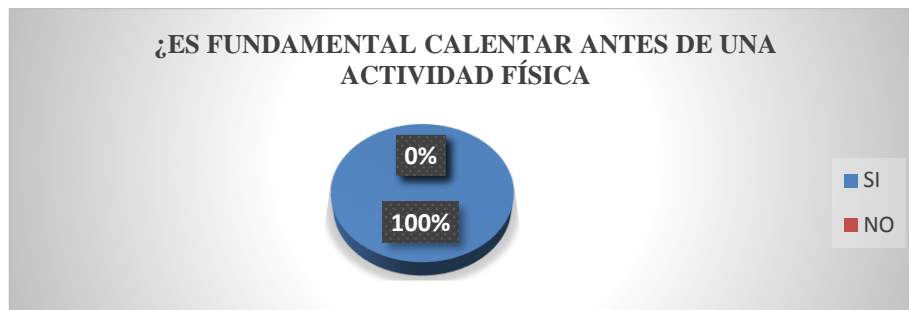 ¿ES FUNDAMENTAL CALENTAR ANTES DE UNA
ACTIVIDAD FÍSICA
0%
100%
SI
NO